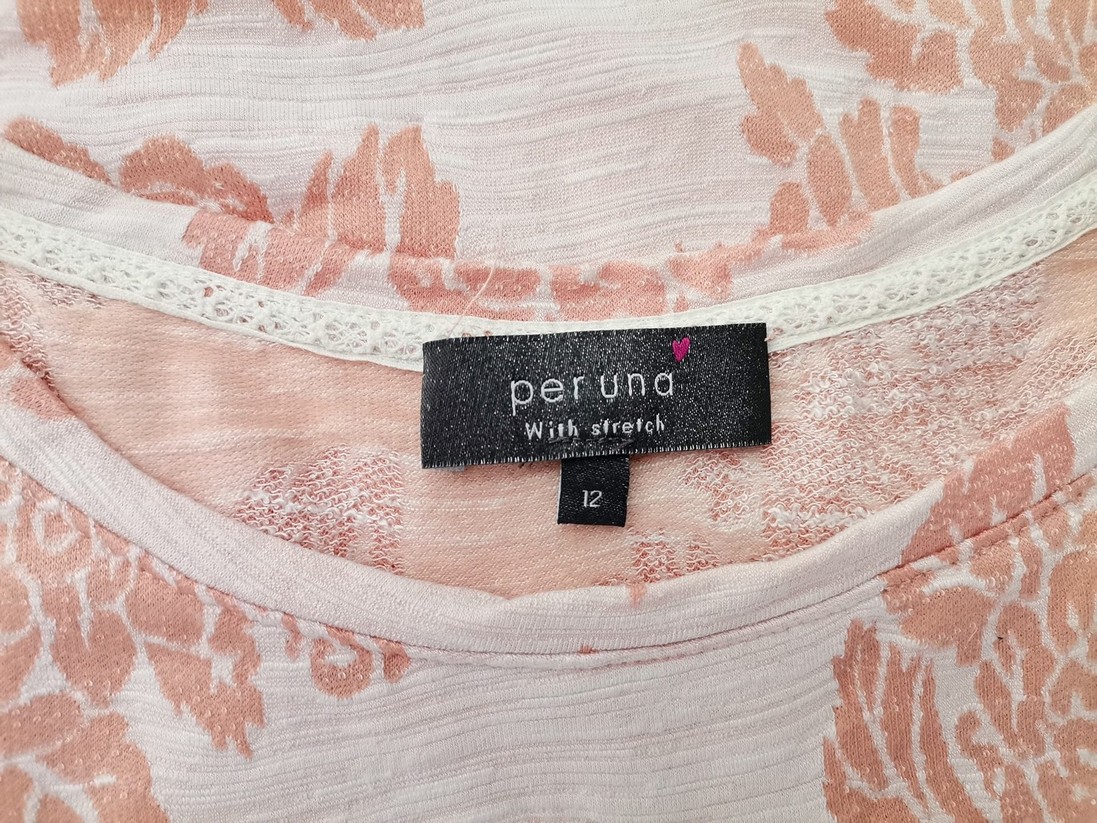 per una
With stretch
12